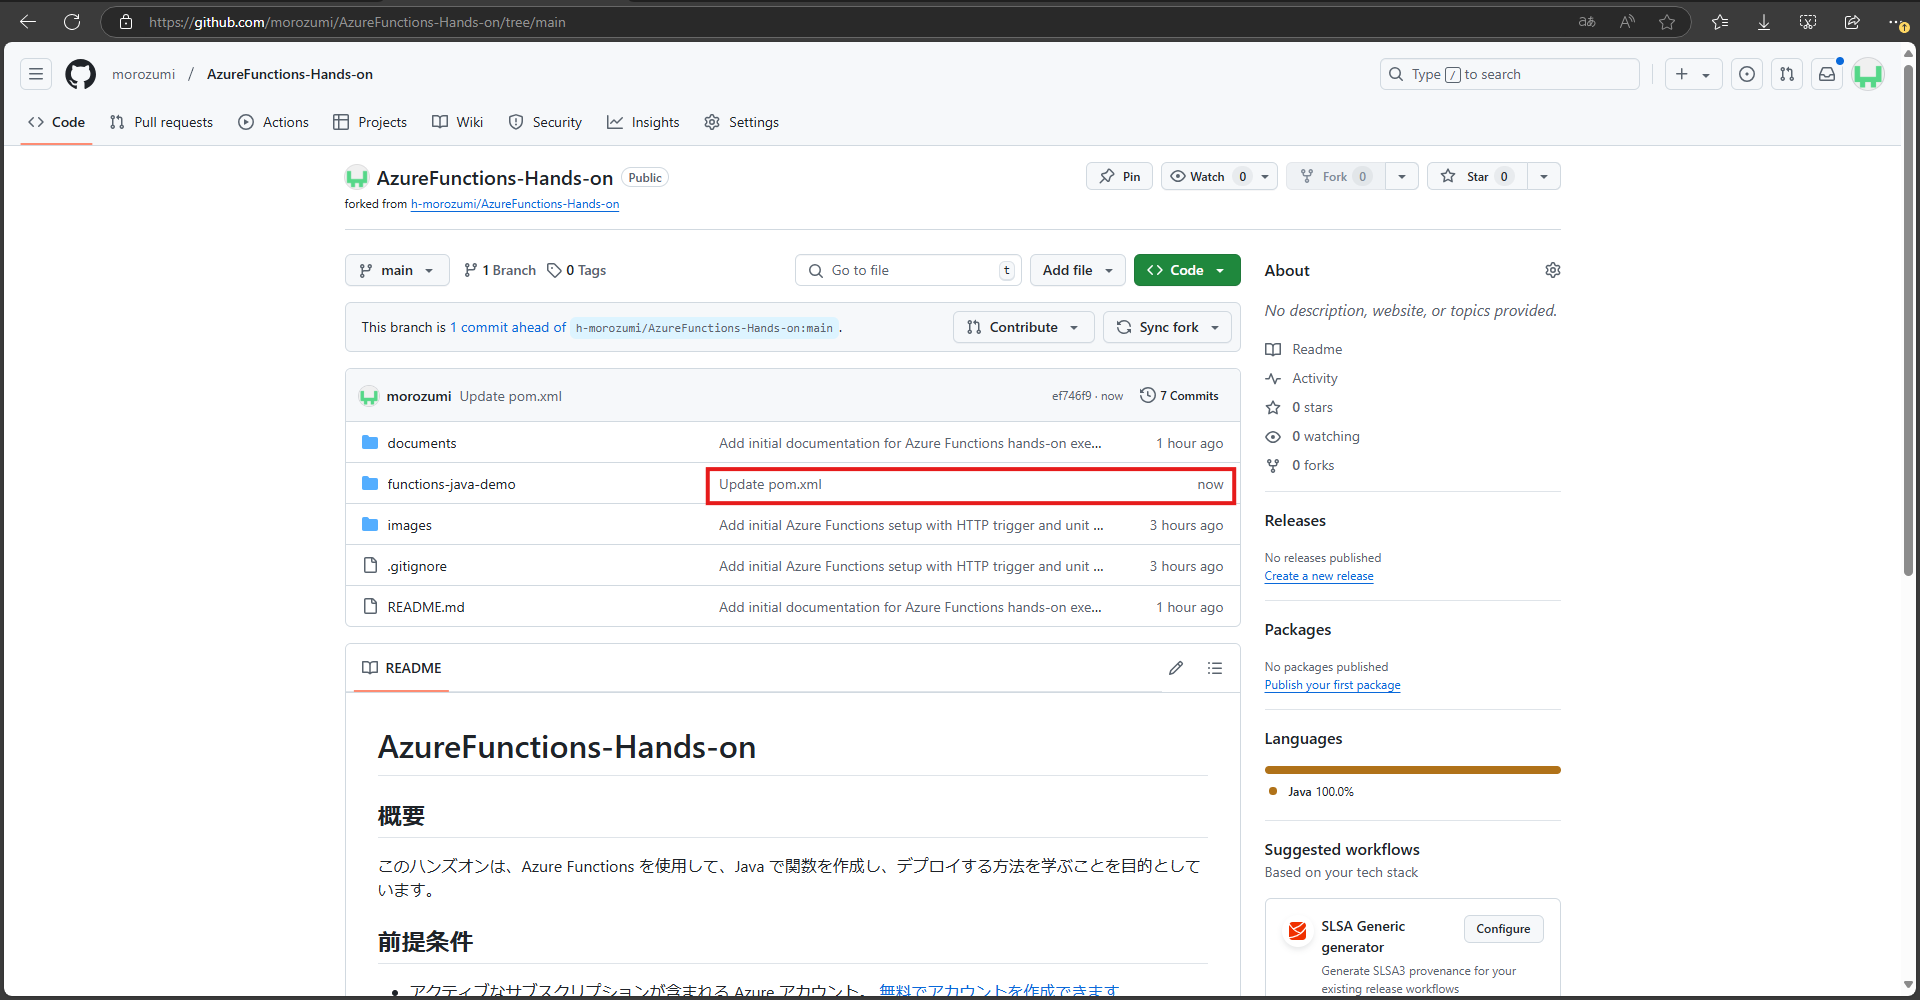 https://github.com/morozumi/AzureFunctions-Hands-on/tree/main
morozumi / AzureFunctions-Hands-on
Type / to search
Code Pull requests Actions Projects Wiki Security Insights Settings
AzureFunctions-Hands-on Public
Pin Watch 0 Fork 0 Star 0
forked from h-morozumi/AzureFunctions-Hands-on
main 1 Branch 0 Tags Go to file t Add file Code
This branch is 1 commit ahead of h-morozumi/AzureFunctions-Hands-on:main .
Contribute Sync fork
morozumi Update pom.xml ef746f9 · now 7 Commits
documents Add initial documentation for Azure Functions hands-on exe... 1 hour ago
functions-java-demo Update pom.xml now
images Add initial Azure Functions setup with HTTP trigger and unit ... 3 hours ago
.gitignore Add initial Azure Functions setup with HTTP trigger and unit ... 3 hours ago
README.md Add initial documentation for Azure Functions hands-on exe... 1 hour ago
README
AzureFunctions-Hands-on
概要
このハンズオンは、Azure Functions を使用して、Java で関数を作成し、デプロイする方法を学ぶことを目的として
います。
前提条件
• アクティブなサブスクリプションが含まれる Azure アカウント。 無料でアカウントを作成できます
About
No description, website, or topics provided.
Readme
Activity
0 stars
0 watching
0 forks
Releases
No releases published
Create a new release
Packages
No packages published
Publish your first package
Languages
Java 100.0%
Suggested workflows
Based on your tech stack
SLSA Generic
generator
Configure
Generate SLSA3 provenance for your
existing release workflows